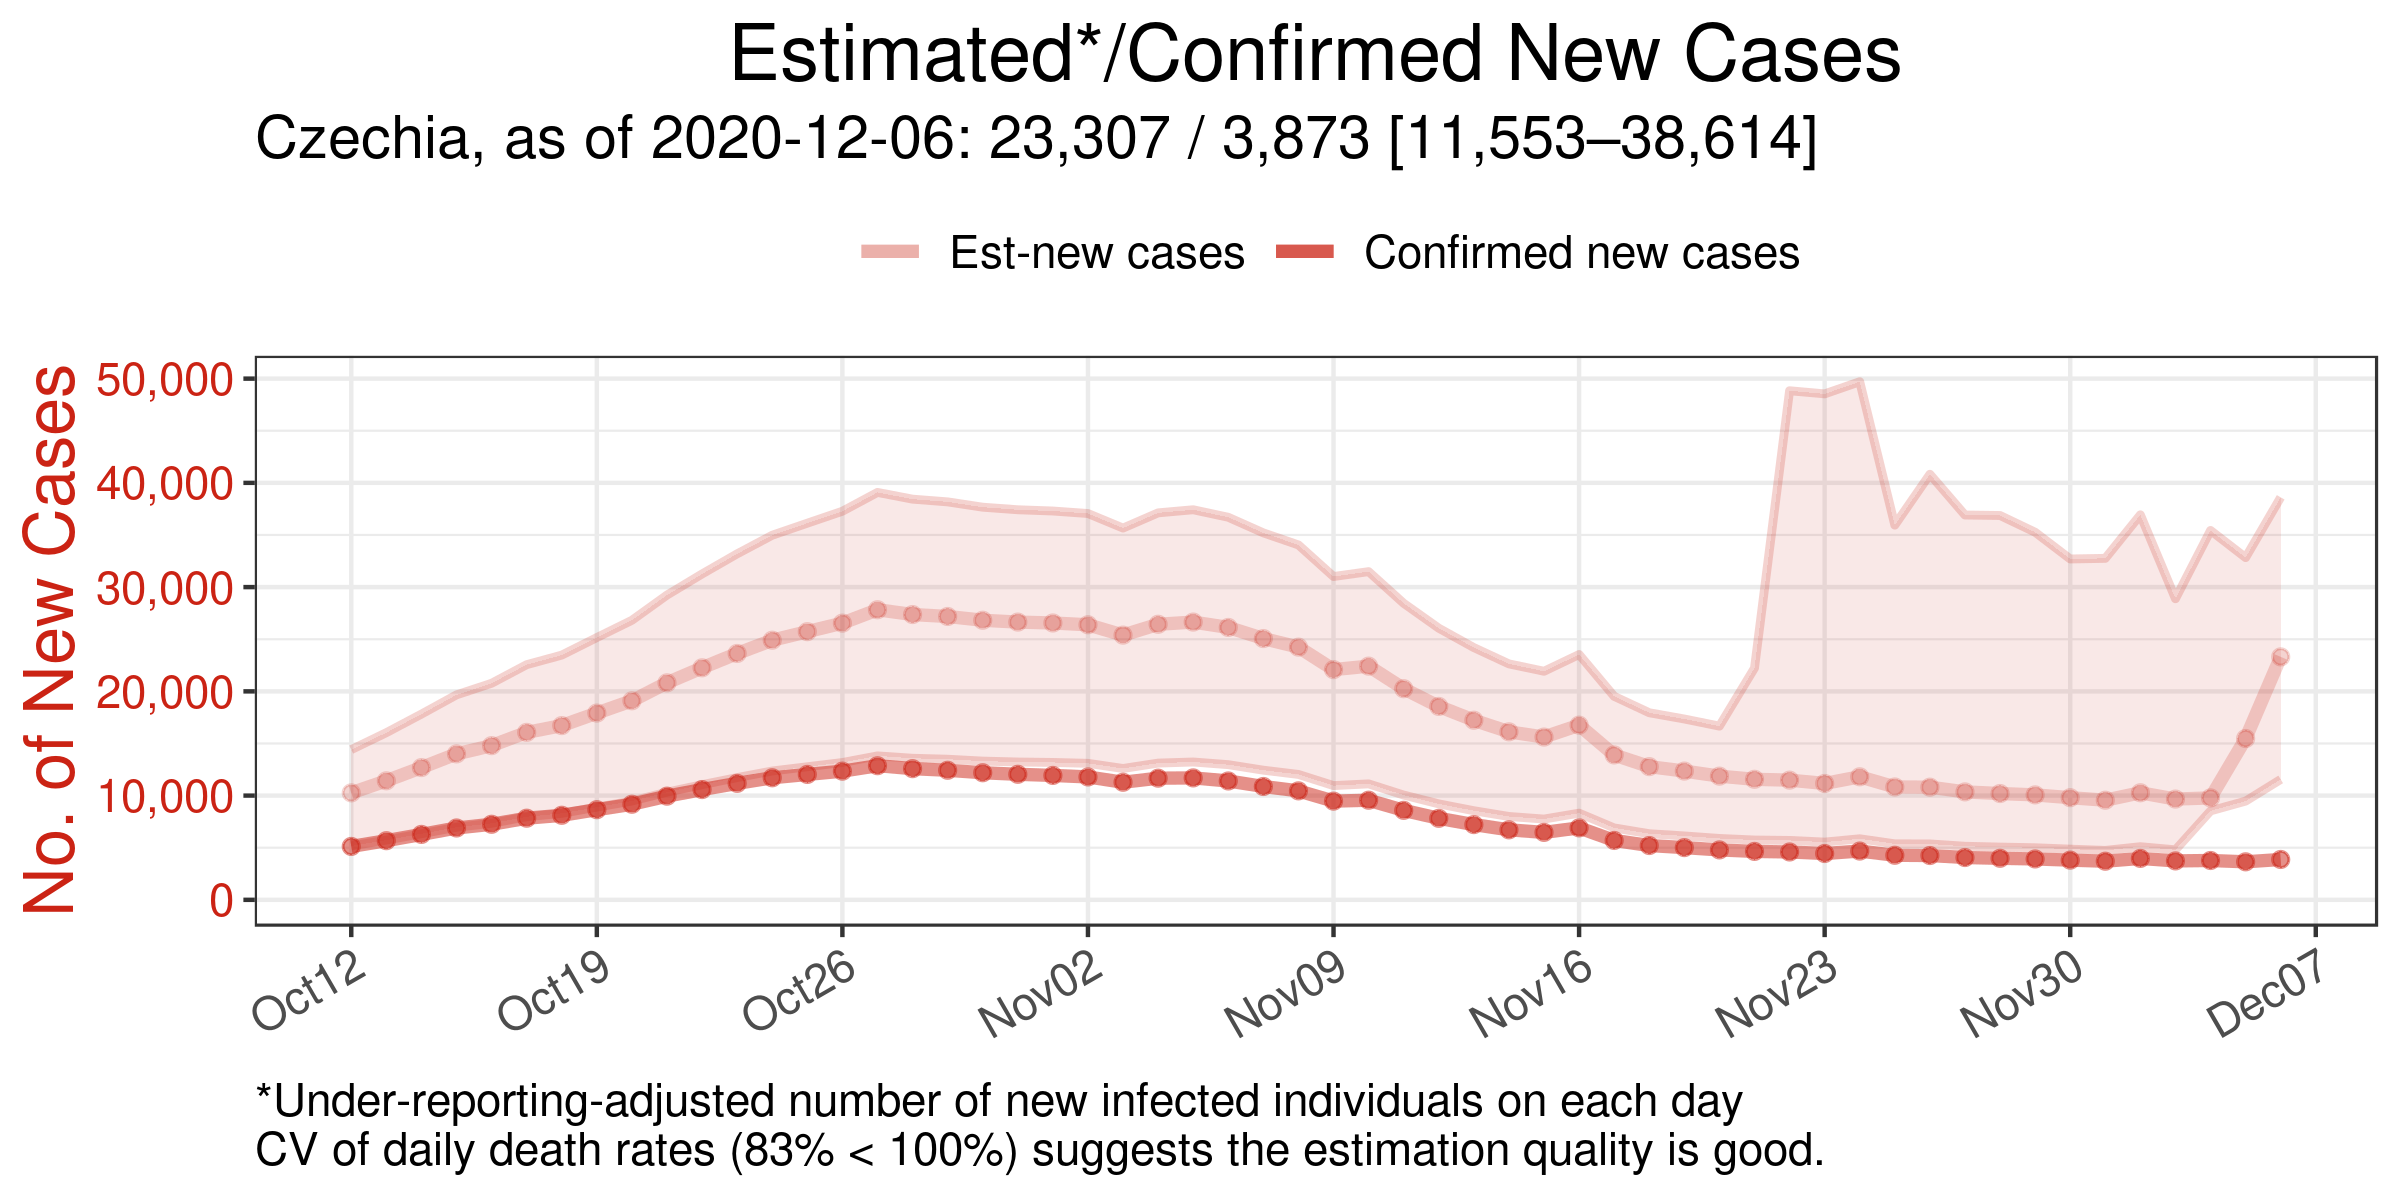 Estimated*/Confirmed New Cases
Czechia, as of 2020-12-06: 23,307 / 3,873 [11,553–38,614]
Est-new cases
Confirmed new cases
No. of New Cases
50,000
40,000
30,000
20,000
10,000
0
Oct12
Oct19
Oct26
Nov02
Nov09
Nov16
Nov23
Nov30
Dec07
*Under-reporting-adjusted number of new infected individuals on each day
CV of daily death rates (83% < 100%) suggests the estimation quality is good.